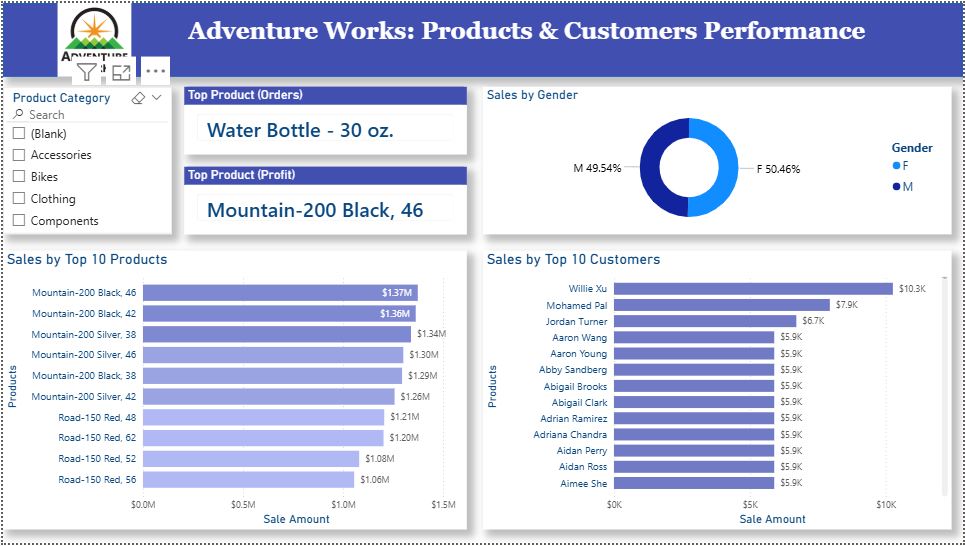 Adventure Works: Products & Customers Performance
ADVENTURE
Product Category
Search
(Blank)
Accessories
Bikes
Clothing
Components
Top Product (Orders)
Water Bottle - 30 oz.
Top Product (Profit)
Mountain-200 Black, 46
Sales by Gender
M 49.54%
F 50.46%
Gender
F
M
Sales by Top 10 Products
Products
Mountain-200 Black, 46 $1.37M
Mountain-200 Black, 42 $1.36M
Mountain-200 Silver, 38 $1.34M
Mountain-200 Silver, 46 $1.30M
Mountain-200 Black, 38 $1.29M
Mountain-200 Silver, 42 $1.26M
Road-150 Red, 48 $1.21M
Road-150 Red, 62 $1.20M
Road-150 Red, 52 $1.08M
Road-150 Red, 56 $1.06M
$0.0M $0.5M $1.0M $1.5M
Sale Amount
Sales by Top 10 Customers
Products
Willie Xu $10.3K
Mohamed Pal $7.9K
Jordan Turner $6.7K
Aaron Wang $5.9K
Aaron Young $5.9K
Abby Sandberg $5.9K
Abigail Brooks $5.9K
Abigail Clark $5.9K
Adrian Ramirez $5.9K
Adriana Chandra $5.9K
Aidan Perry $5.9K
Aidan Ross $5.9K
Aimee She $5.9K
$0K $5K $10K
Sale Amount